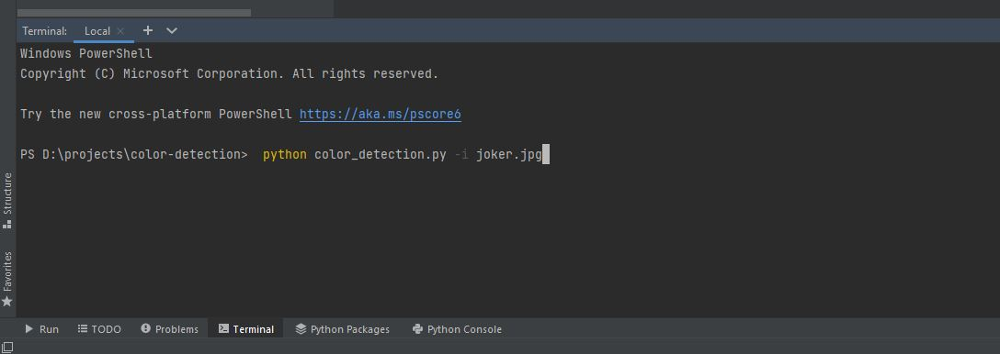 Terminal: Local
Windows PowerShell
Copyright (C) Microsoft Corporation. All rights reserved.
Try the new cross-platform PowerShell https://aka.ms/pscore6
PS D:\projects\color-detection>  python color_detection.py -i joker.jpg
Structure
Favorites
Run TODO Problems Terminal Python Packages Python Console